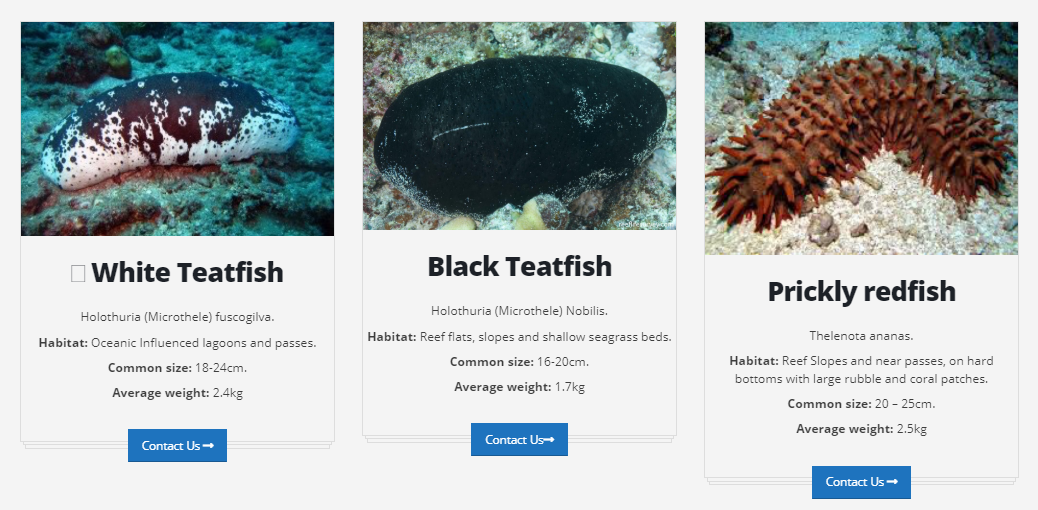 White Teatfish
Holothuria (Microthele) fuscogilva.
Habitat: Oceanic Influenced lagoons and passes.
Common size: 18-24cm.
Average weight: 2.4kg
Contact Us
Black Teatfish
Holothuria (Microthele) Nobilis.
Habitat: Reef flats, slopes and shallow seagrass beds.
Common size: 16-20cm.
Average weight: 1.7kg
Contact Us
Prickly redfish
Thelenota ananas.
Habitat: Reef Slopes and near passes, on hard
bottoms with large rubble and coral patches.
Common size: 20 – 25cm.
Average weight: 2.5kg
Contact Us